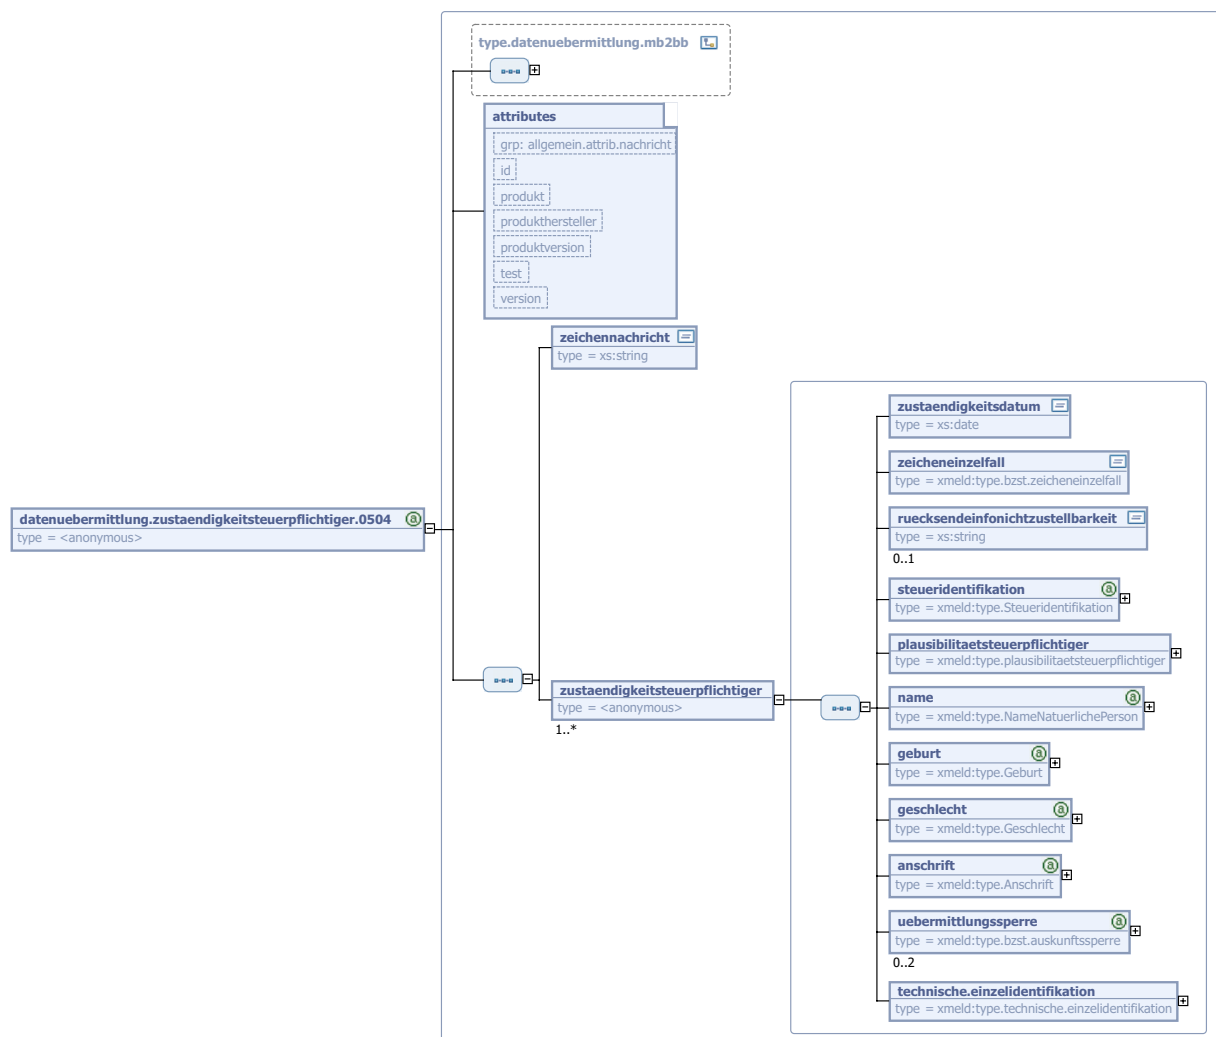 type.datenuebermittlung.mb2bb
attributes
grp: allgemein.attrib.nachricht
id
produkt
produkthersteller
produktversion
test
version
zeichennachricht
type = xs:string
datenuebermittlung.zustaendigkeitsteuerpflichtiger.0504
type = <anonymous>
zustaendigkeitsteuerpflichtiger
type = <anonymous>
1..*
zustaendigkeitsdatum
type = xs:date
zeicheneinzelfall
type = xmeld:type.bzst.zeicheneinzelfall
ruecksendeinfonichtzustellbarkeit
type = xs:string
0..1
steueridentifikation
type = xmeld:type.Steueridentifikation
plausibilitaetsteuerpflichtiger
type = xmeld:type.plausibilitaetsteuerpflichtiger
name
type = xmeld:type.NameNatuerlichePerson
geburt
type = xmeld:type.Geburt
geschlecht
type = xmeld:type.Geschlecht
anschrift
type = xmeld:type.Anschrift
uebermittlungssperre
type = xmeld:type.bzst.auskunftssperre
0..2
technische.einzelidentifikation
type = xmeld:type.technische.einzelidentifikation